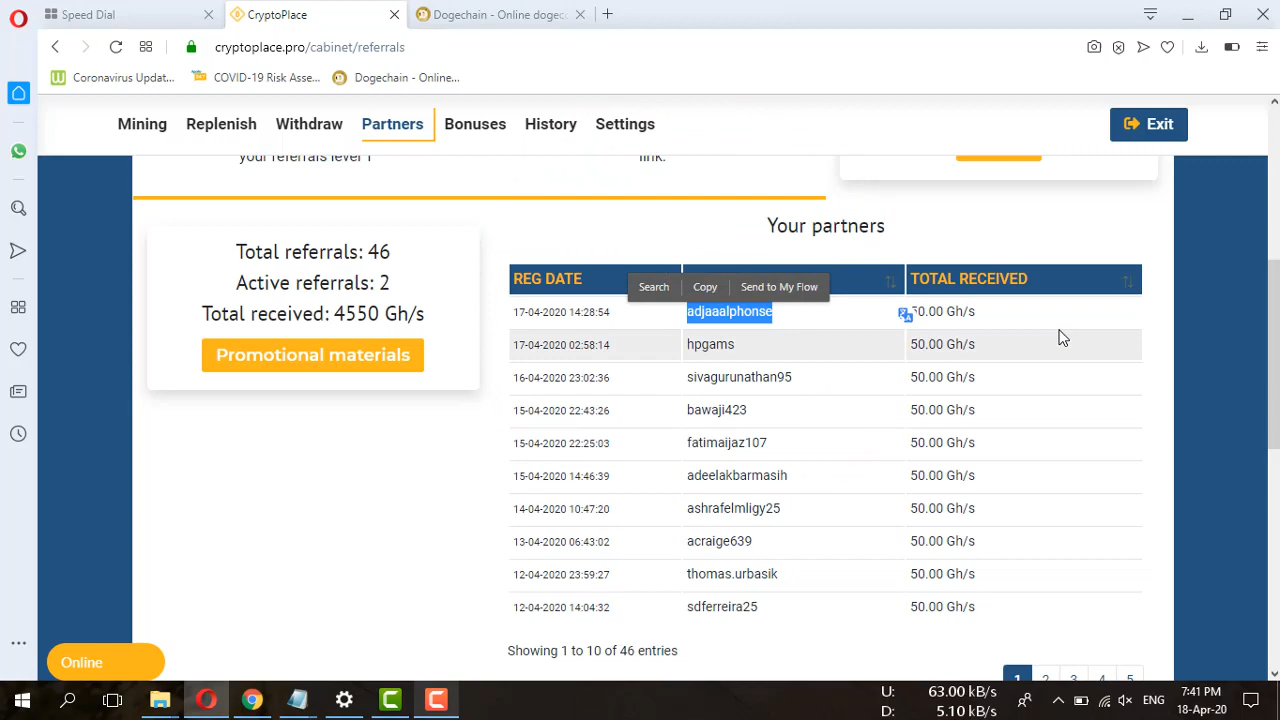 Speed Dial
CryptoPlace
Dogechain - Online dogec
cryptoplace.pro/cabinet/referrals
Coronavirus Updat...
COVID-19 Risk Asse...
Dogechain - Online...
Mining
Replenish
Withdraw
Partners
Bonuses
History
Settings
Exit
your referrals level 1
link.
Total referrals: 46
Active referrals: 2
Total received: 4550 Gh/s
Promotional materials
Your partners
REG DATE
TOTAL RECEIVED
Search
Copy
Send to My Flow
17-04-2020 14:28:54 adjaaalphonse 50.00 Gh/s
17-04-2020 02:58:14 hpgams 50.00 Gh/s
16-04-2020 23:02:36 sivagurunathan95 50.00 Gh/s
15-04-2020 22:43:26 bawaji423 50.00 Gh/s
15-04-2020 22:25:03 fatimaijaz107 50.00 Gh/s
15-04-2020 14:46:39 adeelakbarmasih 50.00 Gh/s
14-04-2020 10:47:20 ashrafelmligy25 50.00 Gh/s
13-04-2020 06:43:02 acraige639 50.00 Gh/s
12-04-2020 23:59:27 thomas.urbasik 50.00 Gh/s
12-04-2020 14:04:32 sdferreira25 50.00 Gh/s
Showing 1 to 10 of 46 entries
1 2 3 4 5
Online
U: 63.00 kB/s
D: 5.10 kB/s
ENG
7:41 PM
18-Apr-20